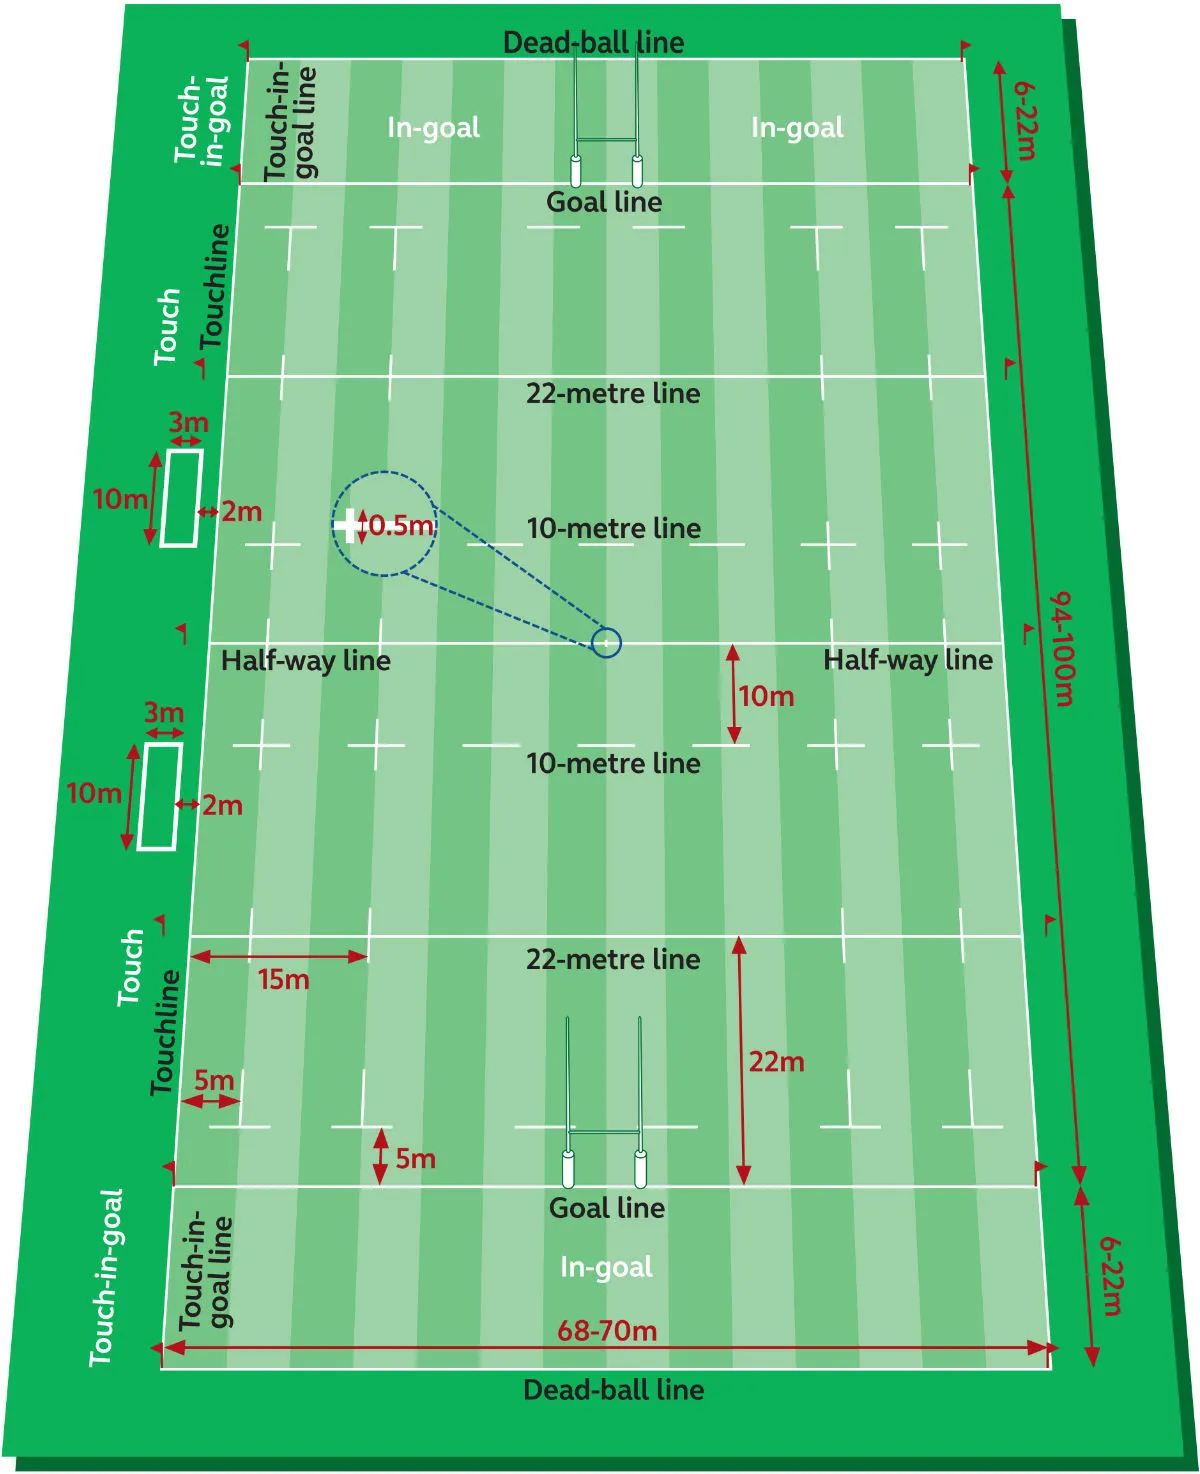 Dead-ball line
Touch-
in-goal
Touch-in-
goal line
In-goal
In-goal
6-22m
Goal line
Touchline
Touch
22-metre line
3m
10m
2m
0.5m
10-metre line
94-100m
Half-way line
Half-way line
10m
3m
10m
2m
10-metre line
Touch
Touchline
22-metre line
15m
22m
5m
5m
Goal line
Touch-in-goal
Touch-in-
goal line
In-goal
6-22m
68-70m
Dead-ball line